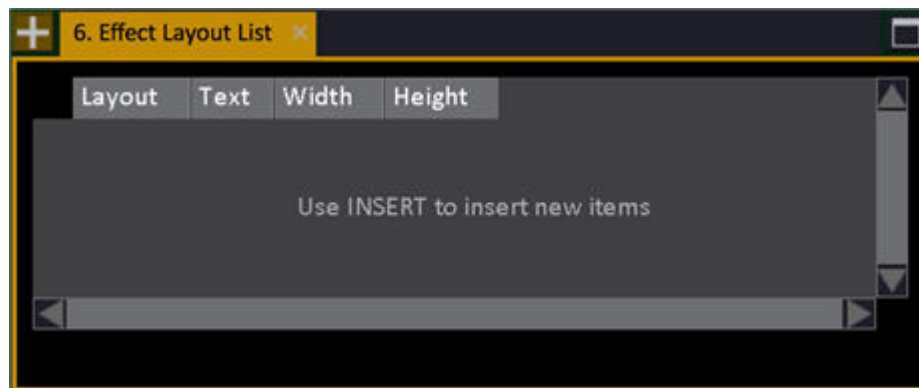 6. Effect Layout List
Layout Text Width Height
Use INSERT to insert new items